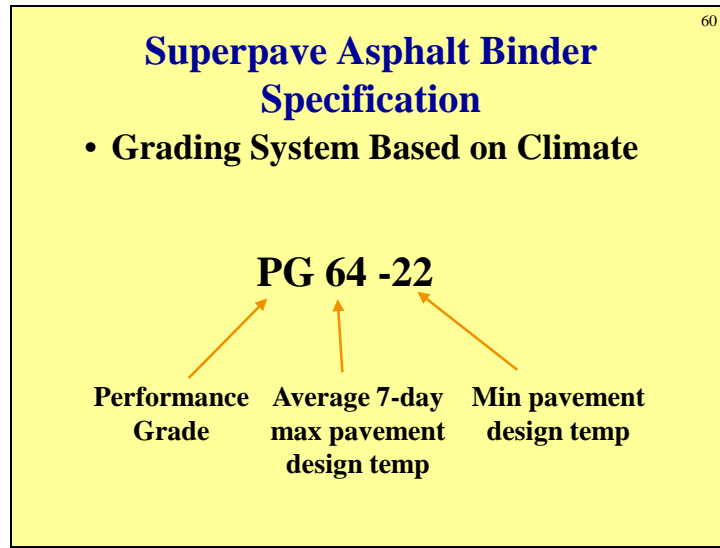 60
Superpave Asphalt Binder
Specification
• Grading System Based on Climate
PG 64 -22
Performance
Grade
Average 7-day
max pavement
design temp
Min pavement
design temp